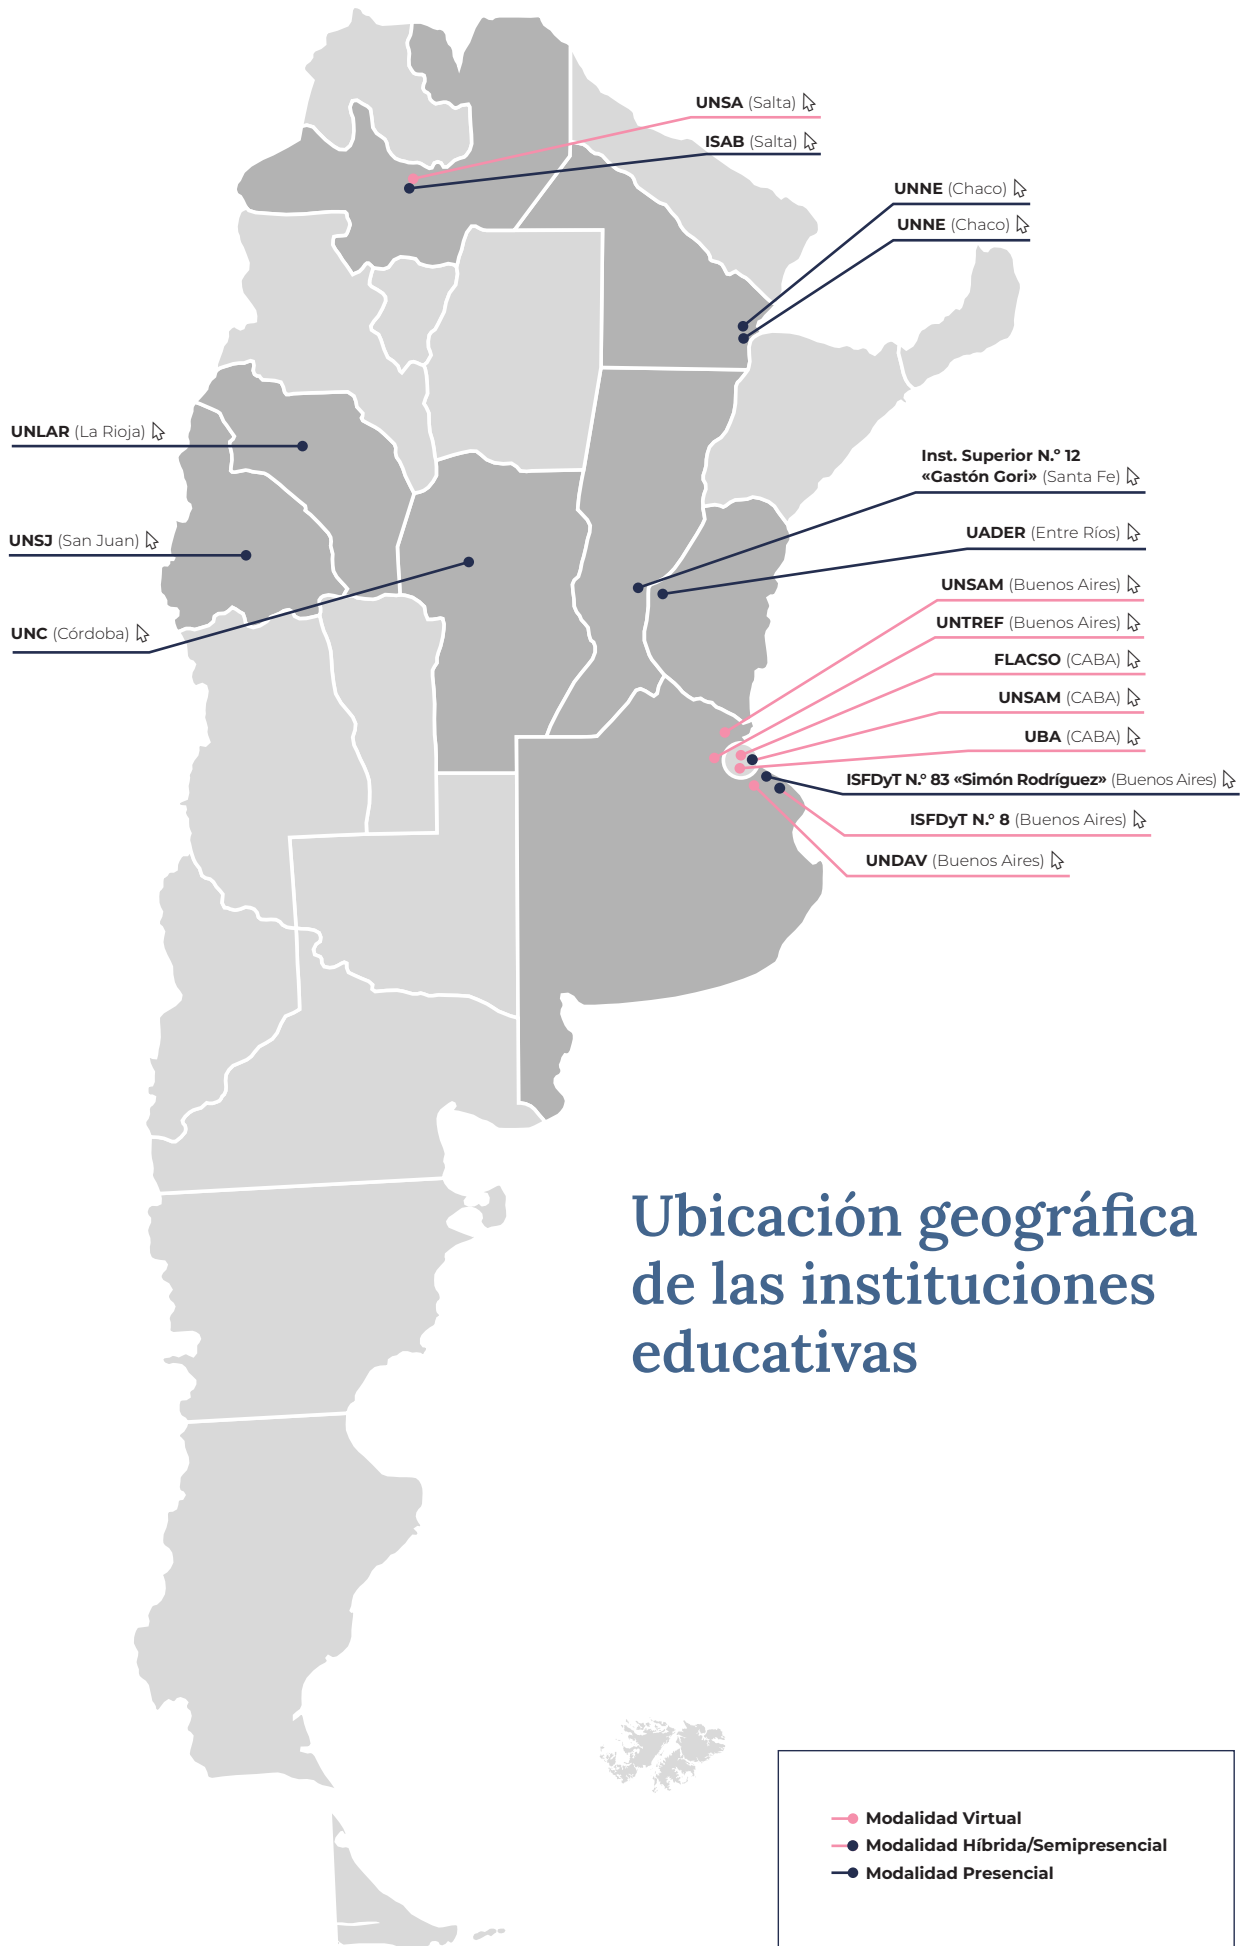 UNSA (Salta)
ISAB (Salta)
UNNE (Chaco)
UNNE (Chaco)
UNLAR (La Rioja)
Inst. Superior N.º 12
«Gastón Gori» (Santa Fe)
UNSJ (San Juan)
UADER (Entre Ríos)
UNSAM (Buenos Aires)
UNTREF (Buenos Aires)
UNC (Córdoba)
FLACSO (CABA)
UNSAM (CABA)
UBA (CABA)
ISFDyT N.º 83 «Simón Rodríguez» (Buenos Aires)
ISFDyT N.º 8 (Buenos Aires)
UNDAV (Buenos Aires)
Ubicación geográfica
de las instituciones
educativas
Modalidad Virtual
Modalidad Híbrida/Semipresencial
Modalidad Presencial